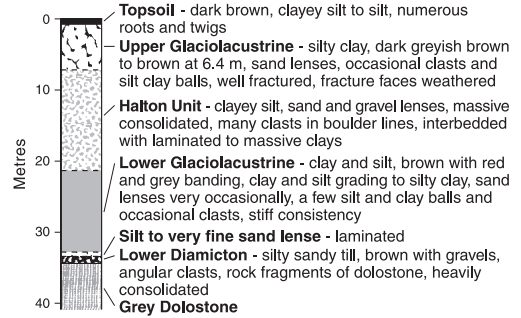 Topsoil - dark brown, clayey silt to silt, numerous
roots and twigs
Upper Glaciolacustrine - silty clay, dark greyish brown
to brown at 6.4 m, sand lenses, occasional clasts and
silt clay balls, well fractured, fracture faces weathered
Halton Unit - clayey silt, sand and gravel lenses, massive
consolidated, many clasts in boulder lines, interbedded
with laminated to massive clays
Lower Glaciolacustrine - clay and silt, brown with red
and grey banding, clay and silt grading to silty clay, sand
lenses very occasionally, a few silt and clay balls and
occasional clasts, stiff consistency
Silt to very fine sand lense - laminated
Lower Diamicton - silty sandy till, brown with gravels,
angular clasts, rock fragments of dolostone, heavily
consolidated
Grey Dolostone
Metres
0
10
20
30
40